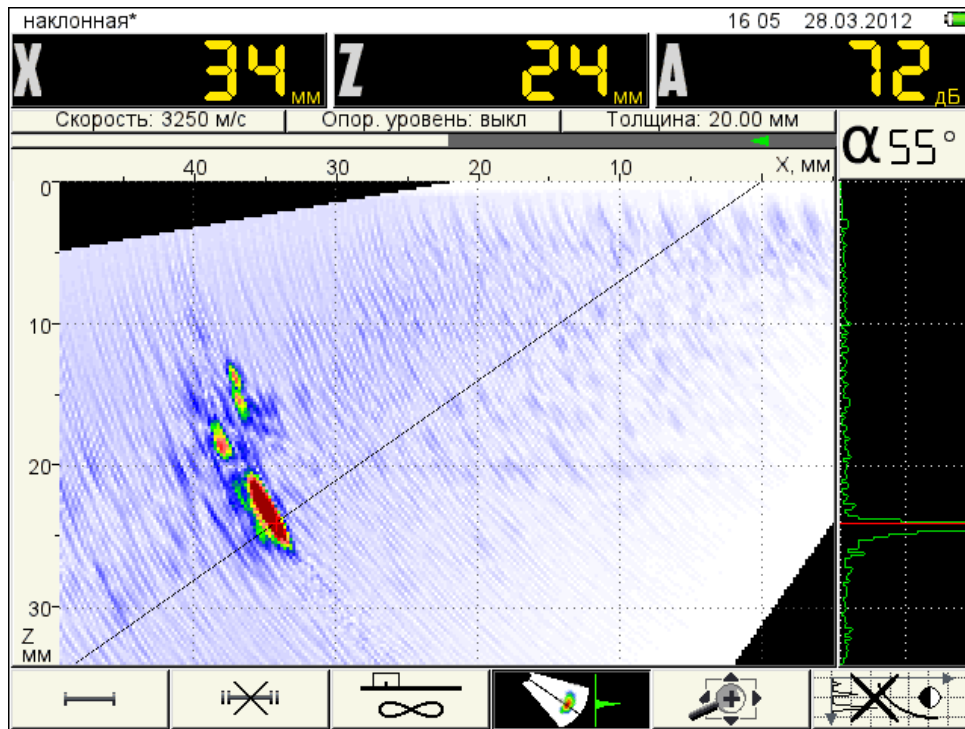 наклонная* 16 05 28.03.2012
X 34 мм Z 24 мм A 72 дБ
Скорость: 3250 м/с Опор. уровень: выкл Толщина: 20.00 мм
α 55°
40 30 20 10 X, мм
0
10
20
30
Z
мм